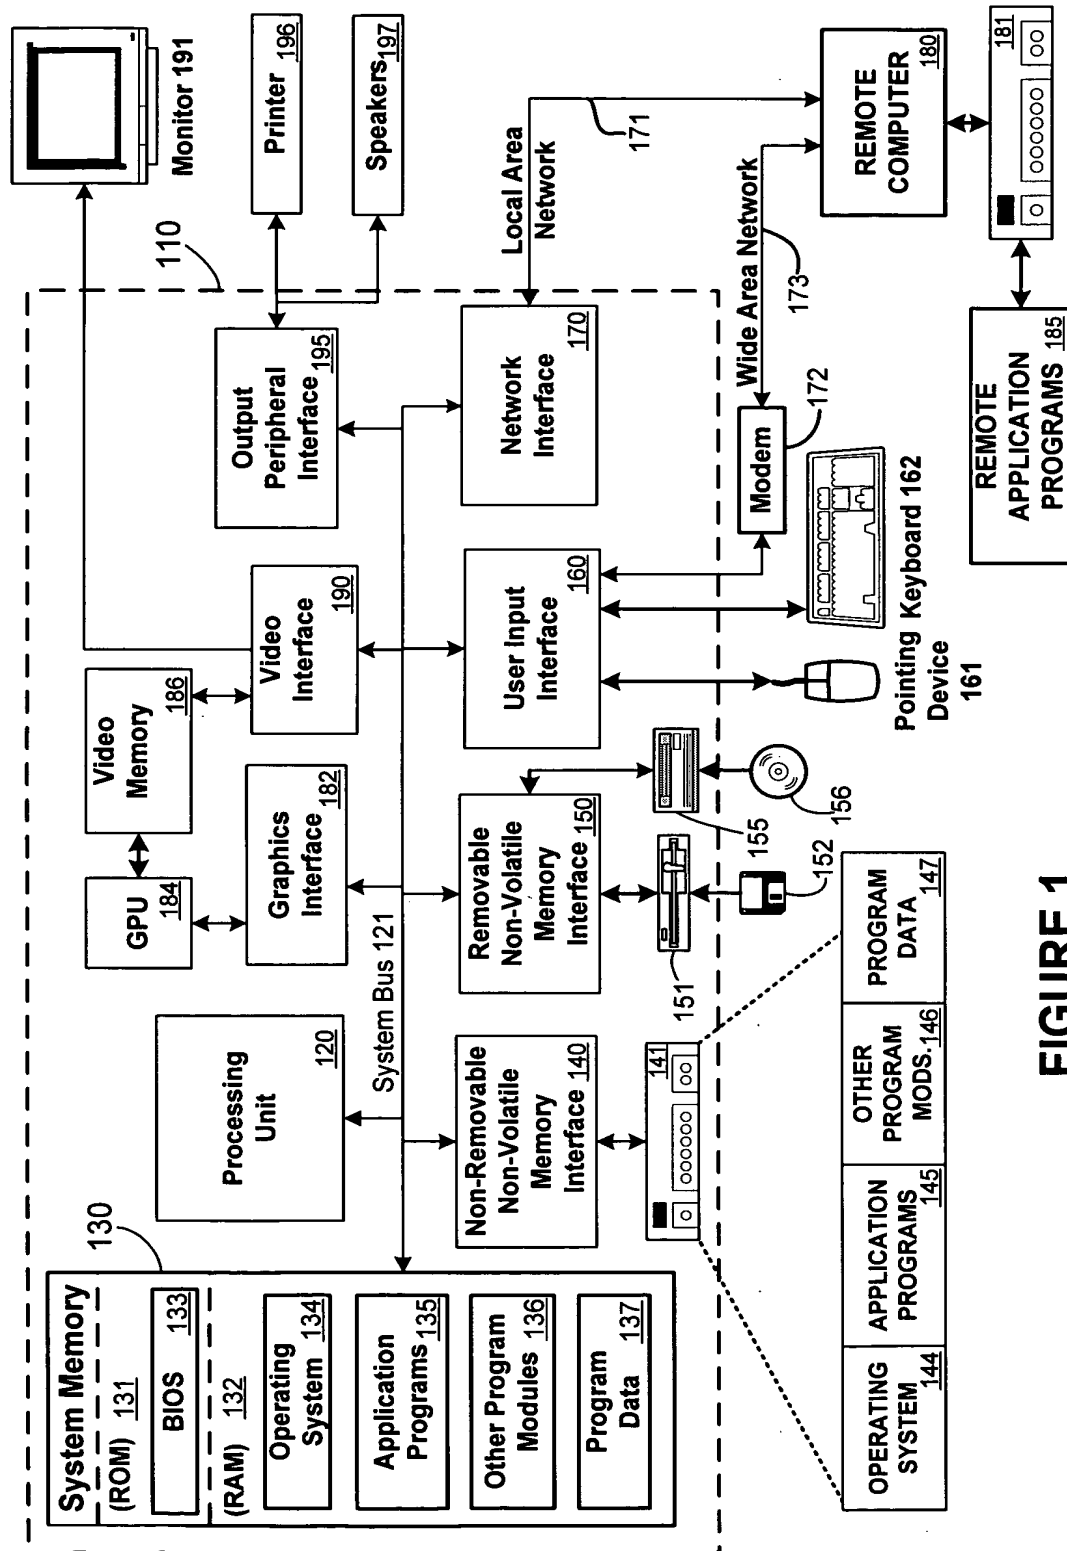 System Memory
(ROM) 131
BIOS 133
(RAM) 132
Operating
System 134
Application
Programs 135
Other Program
Modules 136
Program
Data 137
130
Processing
Unit
120
GPU
184
Video
Memory
186
Graphics
Interface
182
Video
Interface
190
Output
Peripheral
Interface
195
110
Monitor 191
Printer 196
Speakers 197
System Bus 121
Non-Removable
Non-Volatile
Memory
Interface 140
Removable
Non-Volatile
Memory
Interface 150
User Input
Interface
160
Network
Interface
170
Local Area
Network
171
141
151
152
155
156
Pointing
Device
161
Keyboard 162
Modem
172
Wide Area Network
173
REMOTE
COMPUTER
180
181
REMOTE
APPLICATION
PROGRAMS 185
OPERATING
SYSTEM
144
APPLICATION
PROGRAMS
145
OTHER
PROGRAM
MODS. 146
PROGRAM
DATA
147
FIGURE 1